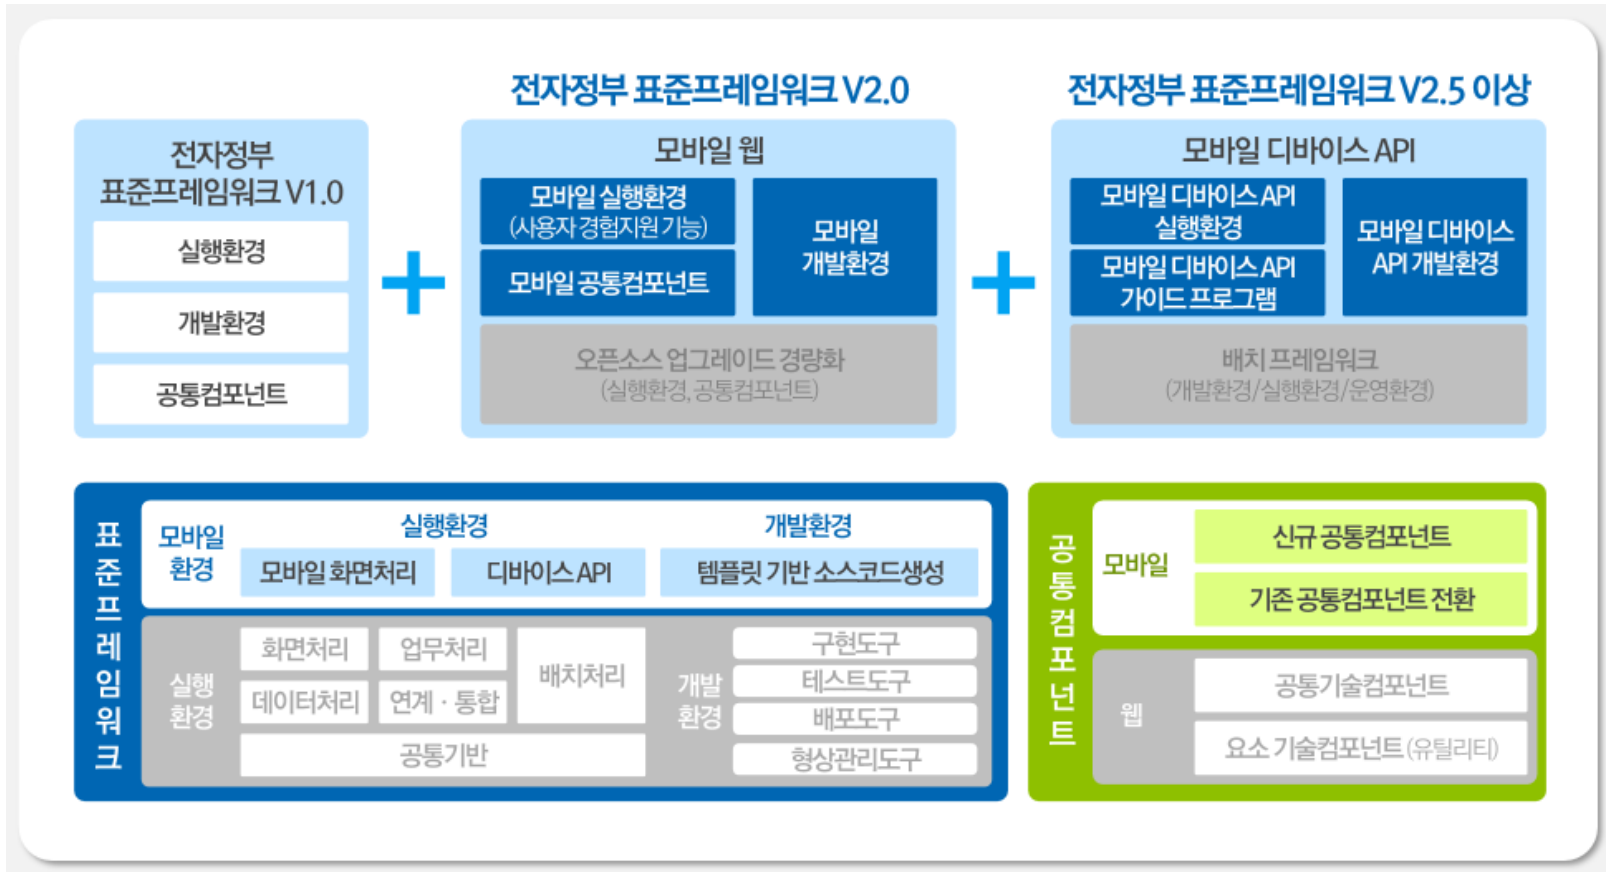 전자정부 표준프레임워크 V2.0
전자정부 표준프레임워크 V2.5 이상
전자정부
표준프레임워크 V1.0
실행환경
개발환경
공통컴포넌트
모바일 웹
모바일 실행환경
(사용자 경험지원 기능)
모바일 공통컴포넌트
모바일
개발환경
오픈소스 업그레이드 경량화
(실행환경, 공통컴포넌트)
모바일 디바이스 API
모바일 디바이스 API
실행환경
모바일 디바이스 API
가이드 프로그램
모바일 디바이스
API 개발환경
배치 프레임워크
(개발환경/실행환경/운영환경)
표준프레임워크
모바일
환경
실행환경
모바일 화면처리
디바이스 API
개발환경
템플릿 기반 소스코드생성
실행
환경
화면처리
업무처리
데이터처리
연계 · 통합
배치처리
공통기반
개발
환경
구현도구
테스트도구
배포도구
형상관리도구
공통컴포넌트
모바일
신규 공통컴포넌트
기존 공통컴포넌트 전환
웹
공통기술컴포넌트
요소 기술컴포넌트 (유틸리티)